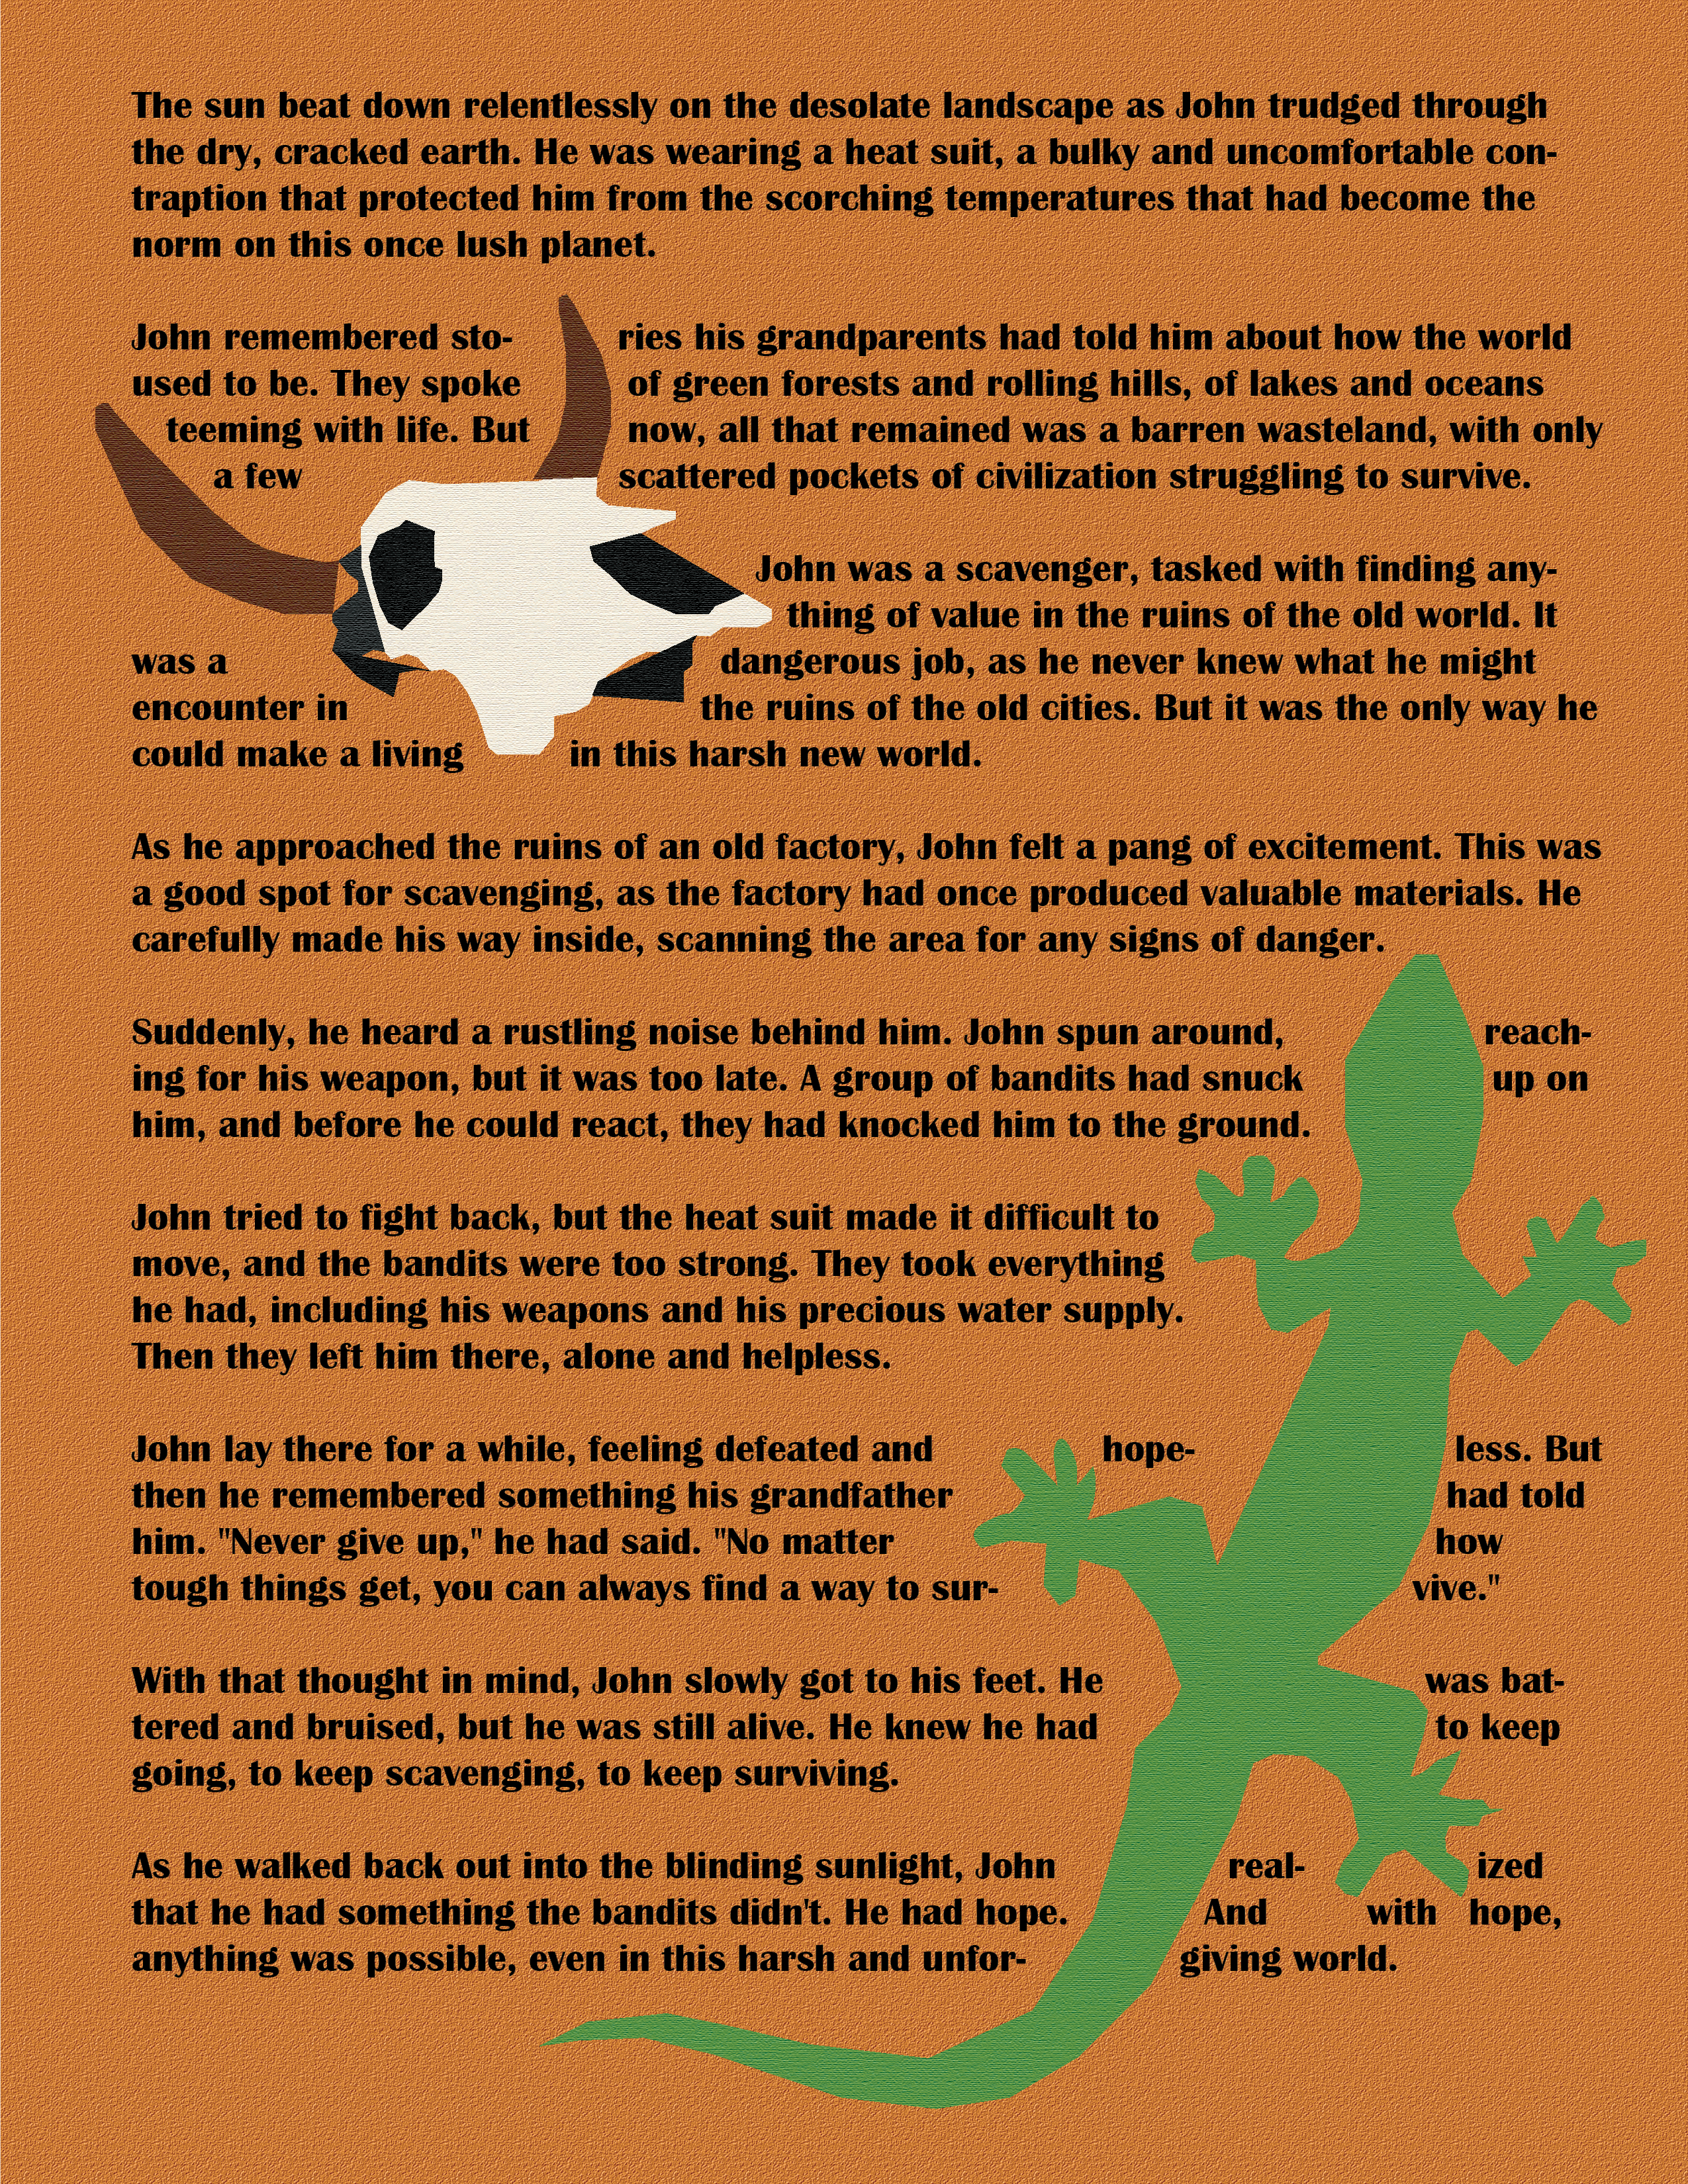 The sun beat down relentlessly on the desolate landscape as John trudged through
the dry, cracked earth. He was wearing a heat suit, a bulky and uncomfortable con-
traption that protected him from the scorching temperatures that had become the
norm on this once lush planet.
John remembered sto- ries his grandparents had told him about how the world
used to be. They spoke of green forests and rolling hills, of lakes and oceans
teeming with life. But now, all that remained was a barren wasteland, with only
a few scattered pockets of civilization struggling to survive.
John was a scavenger, tasked with finding any-
thing of value in the ruins of the old world. It
was a dangerous job, as he never knew what he might
encounter in the ruins of the old cities. But it was the only way he
could make a living in this harsh new world.
As he approached the ruins of an old factory, John felt a pang of excitement. This was
a good spot for scavenging, as the factory had once produced valuable materials. He
carefully made his way inside, scanning the area for any signs of danger.
Suddenly, he heard a rustling noise behind him. John spun around, reach-
ing for his weapon, but it was too late. A group of bandits had snuck up on
him, and before he could react, they had knocked him to the ground.
John tried to fight back, but the heat suit made it difficult to
move, and the bandits were too strong. They took everything
he had, including his weapons and his precious water supply.
Then they left him there, alone and helpless.
John lay there for a while, feeling defeated and hope- less. But
then he remembered something his grandfather had told
him. "Never give up," he had said. "No matter how
tough things get, you can always find a way to sur- vive."
With that thought in mind, John slowly got to his feet. He was bat-
tered and bruised, but he was still alive. He knew he had to keep
going, to keep scavenging, to keep surviving.
As he walked back out into the blinding sunlight, John real- ized
that he had something the bandits didn't. He had hope. And with hope,
anything was possible, even in this harsh and unfor- giving world.